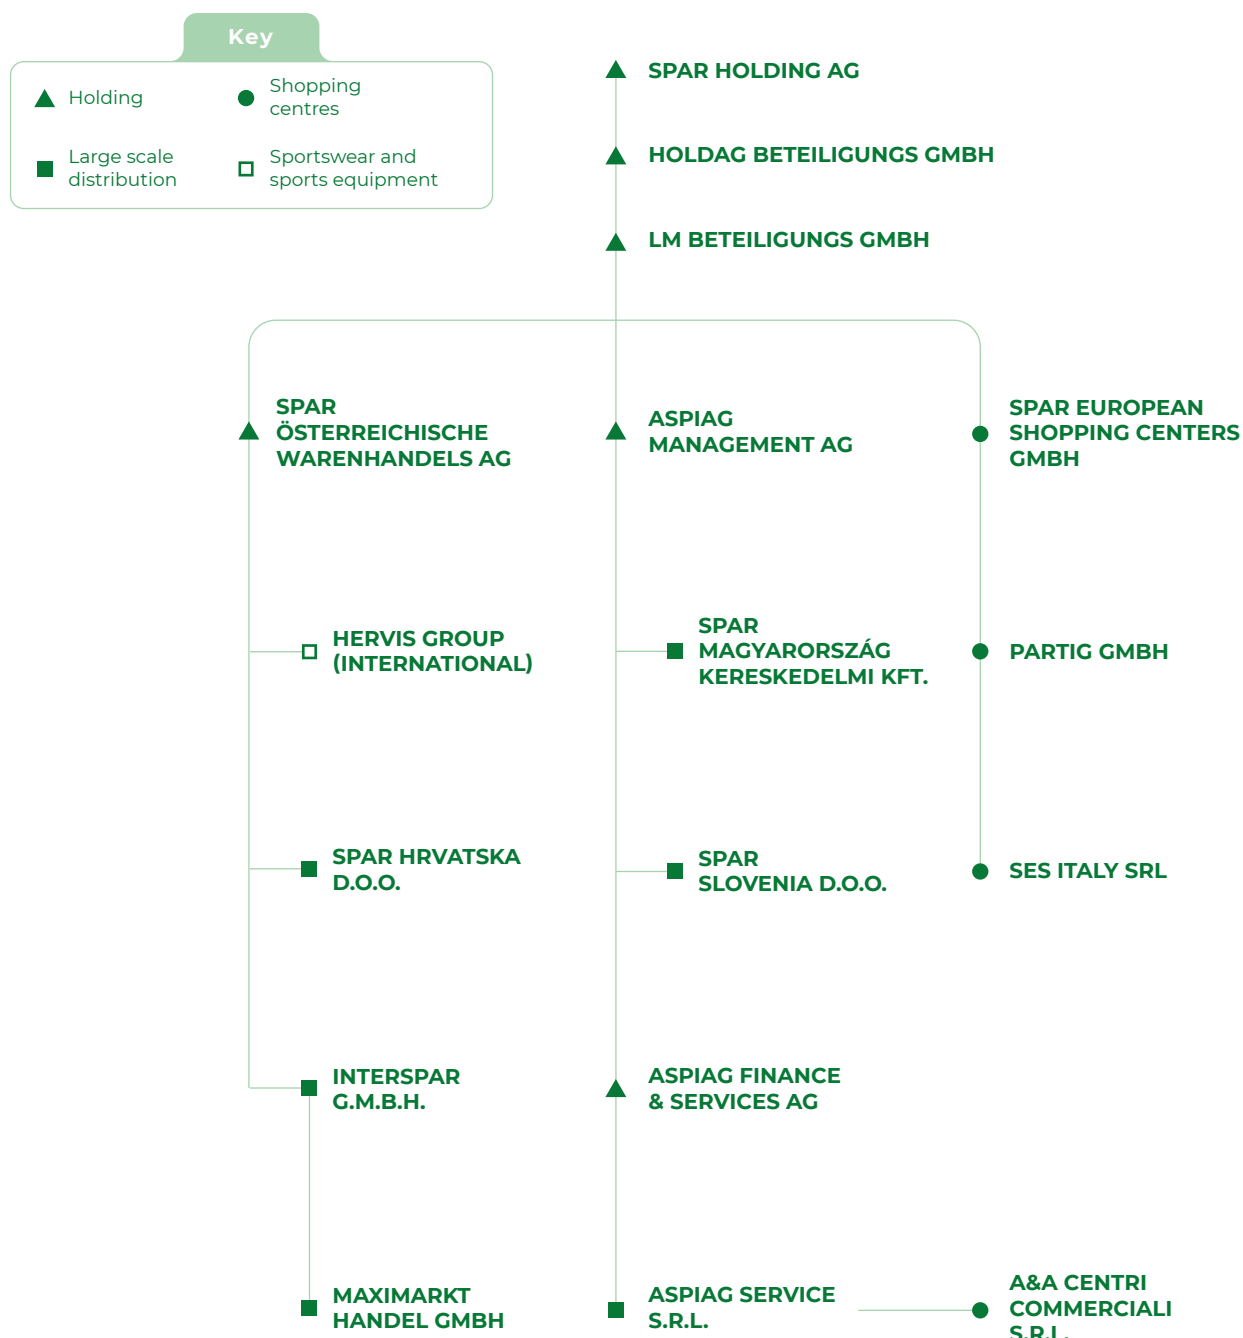 Key
Holding
Shopping
centres
Large scale
distribution
Sportswear and
sports equipment
SPAR HOLDING AG
HOLDAG BETEILIGUNGS GMBH
LM BETEILIGUNGS GMBH
SPAR
ÖSTERREICHISCHE
WARENHANDELS AG
ASPIAG
MANAGEMENT AG
SPAR EUROPEAN
SHOPPING CENTERS
GMBH
HERVIS GROUP
(INTERNATIONAL)
SPAR
MAGYARORSZÁG
KERESKEDELMI KFT.
PARTIG GMBH
SPAR HRVATSKA
D.O.O.
SPAR
SLOVENIA D.O.O.
SES ITALY SRL
INTERSPAR
G.M.B.H.
ASPIAG FINANCE
& SERVICES AG
MAXIMARKT
HANDEL GMBH
ASPIAG SERVICE
S.R.L.
A&A CENTRI
COMMERCIALI
S.R.L.